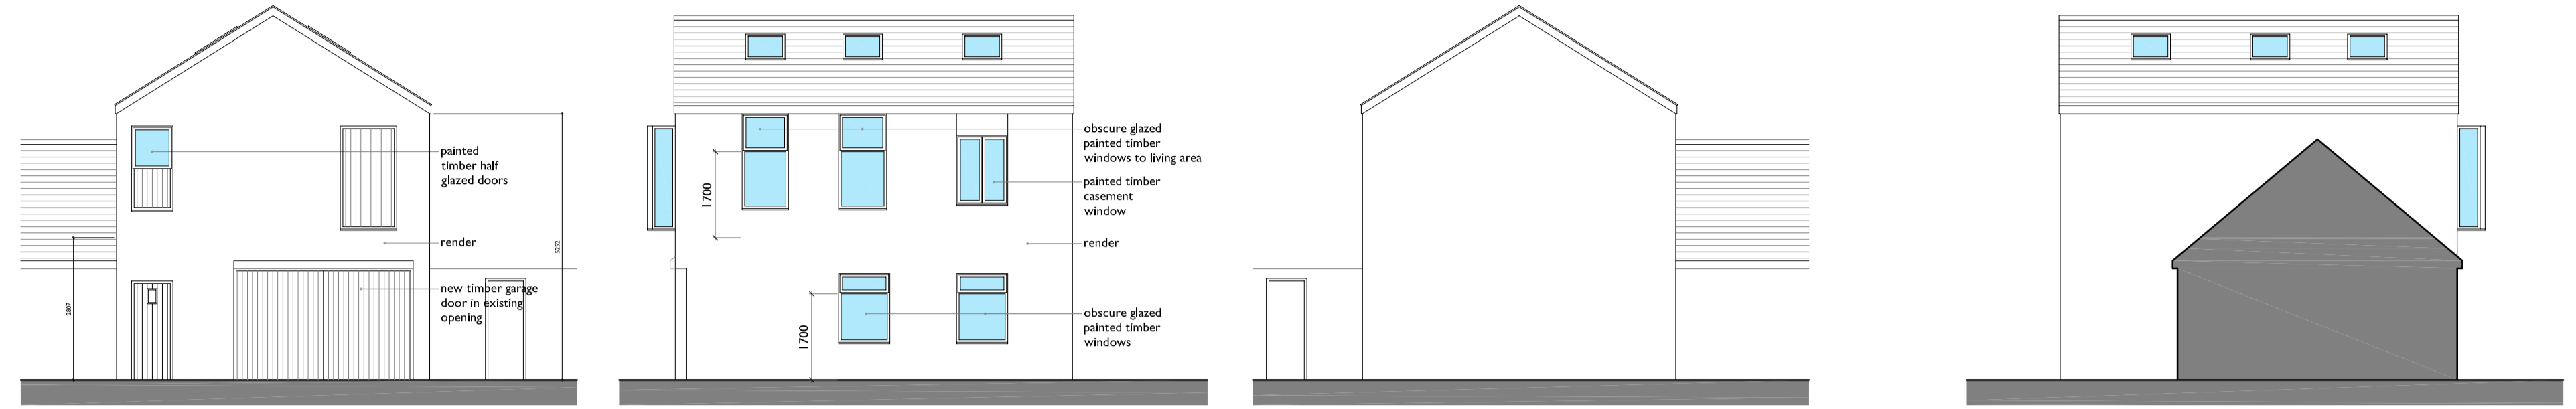 painted
timber half
glazed doors
render
5252
new timber garage
door in existing
opening
2807
1700
1700
obscure glazed
painted timber
windows to living area
painted timber
casement
window
render
obscure glazed
painted timber
windows